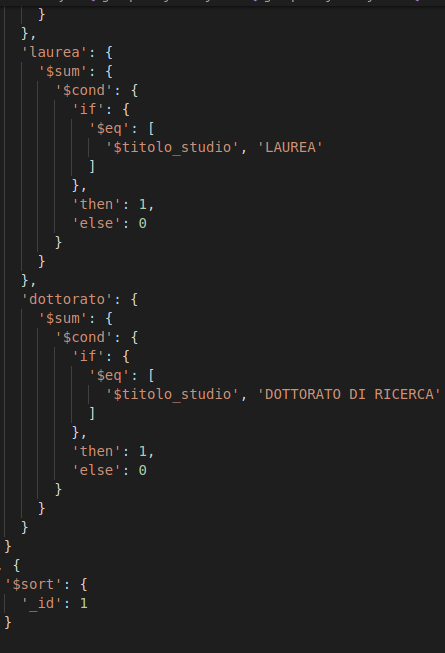 }
},
'laurea': {
'$sum': {
'$cond': {
'if': {
'$eq': [
'$titolo_studio', 'LAUREA'
]
},
'then': 1,
'else': 0
}
}
},
'dottorato': {
'$sum': {
'$cond': {
'if': {
'$eq': [
'$titolo_studio', 'DOTTORATO DI RICERCA'
]
},
'then': 1,
'else': 0
}
}
}
}
, {
'$sort': {
'_id': 1
}